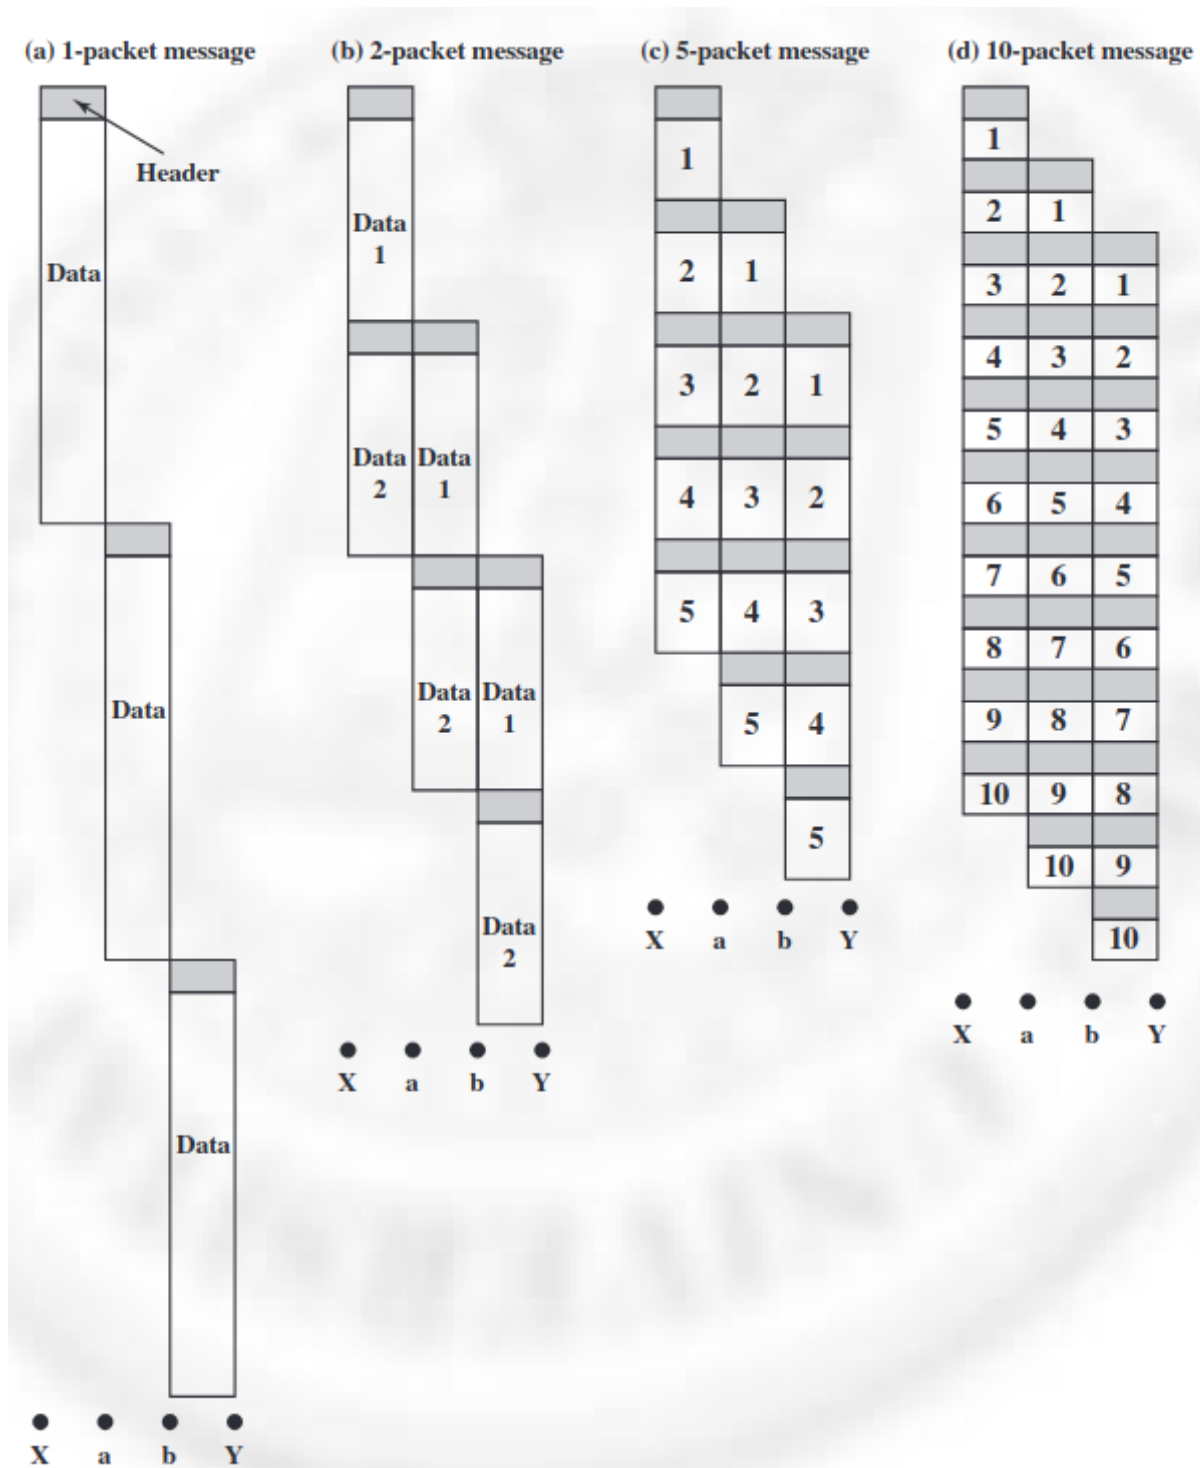 (a) 1-packet message
Header
Data
Data
Data
X a b Y
(b) 2-packet message
Data
1
Data Data
2 1
Data Data
2 1
Data
2
X a b Y
(c) 5-packet message
1
2 1
3 2 1
4 3 2
5 4 3
5 4
5
X a b Y
(d) 10-packet message
1
2 1
3 2 1
4 3 2
5 4 3
6 5 4
7 6 5
8 7 6
9 8 7
10 9 8
10 9
10
X a b Y